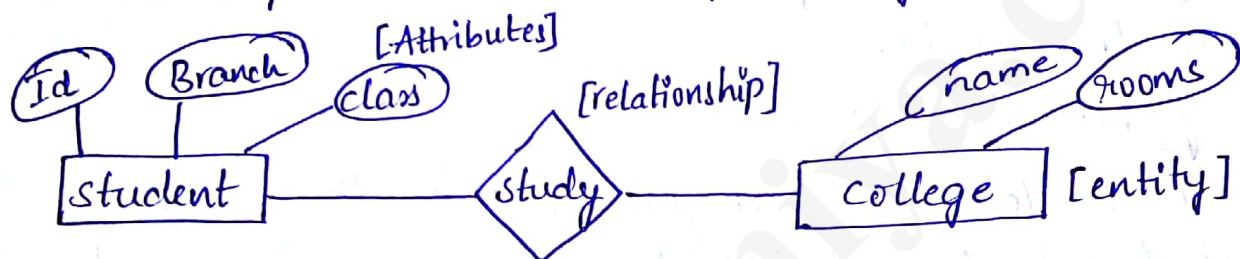 [Attributes]
Id Branch class
[relationship]
name rooms
student study college [entity]